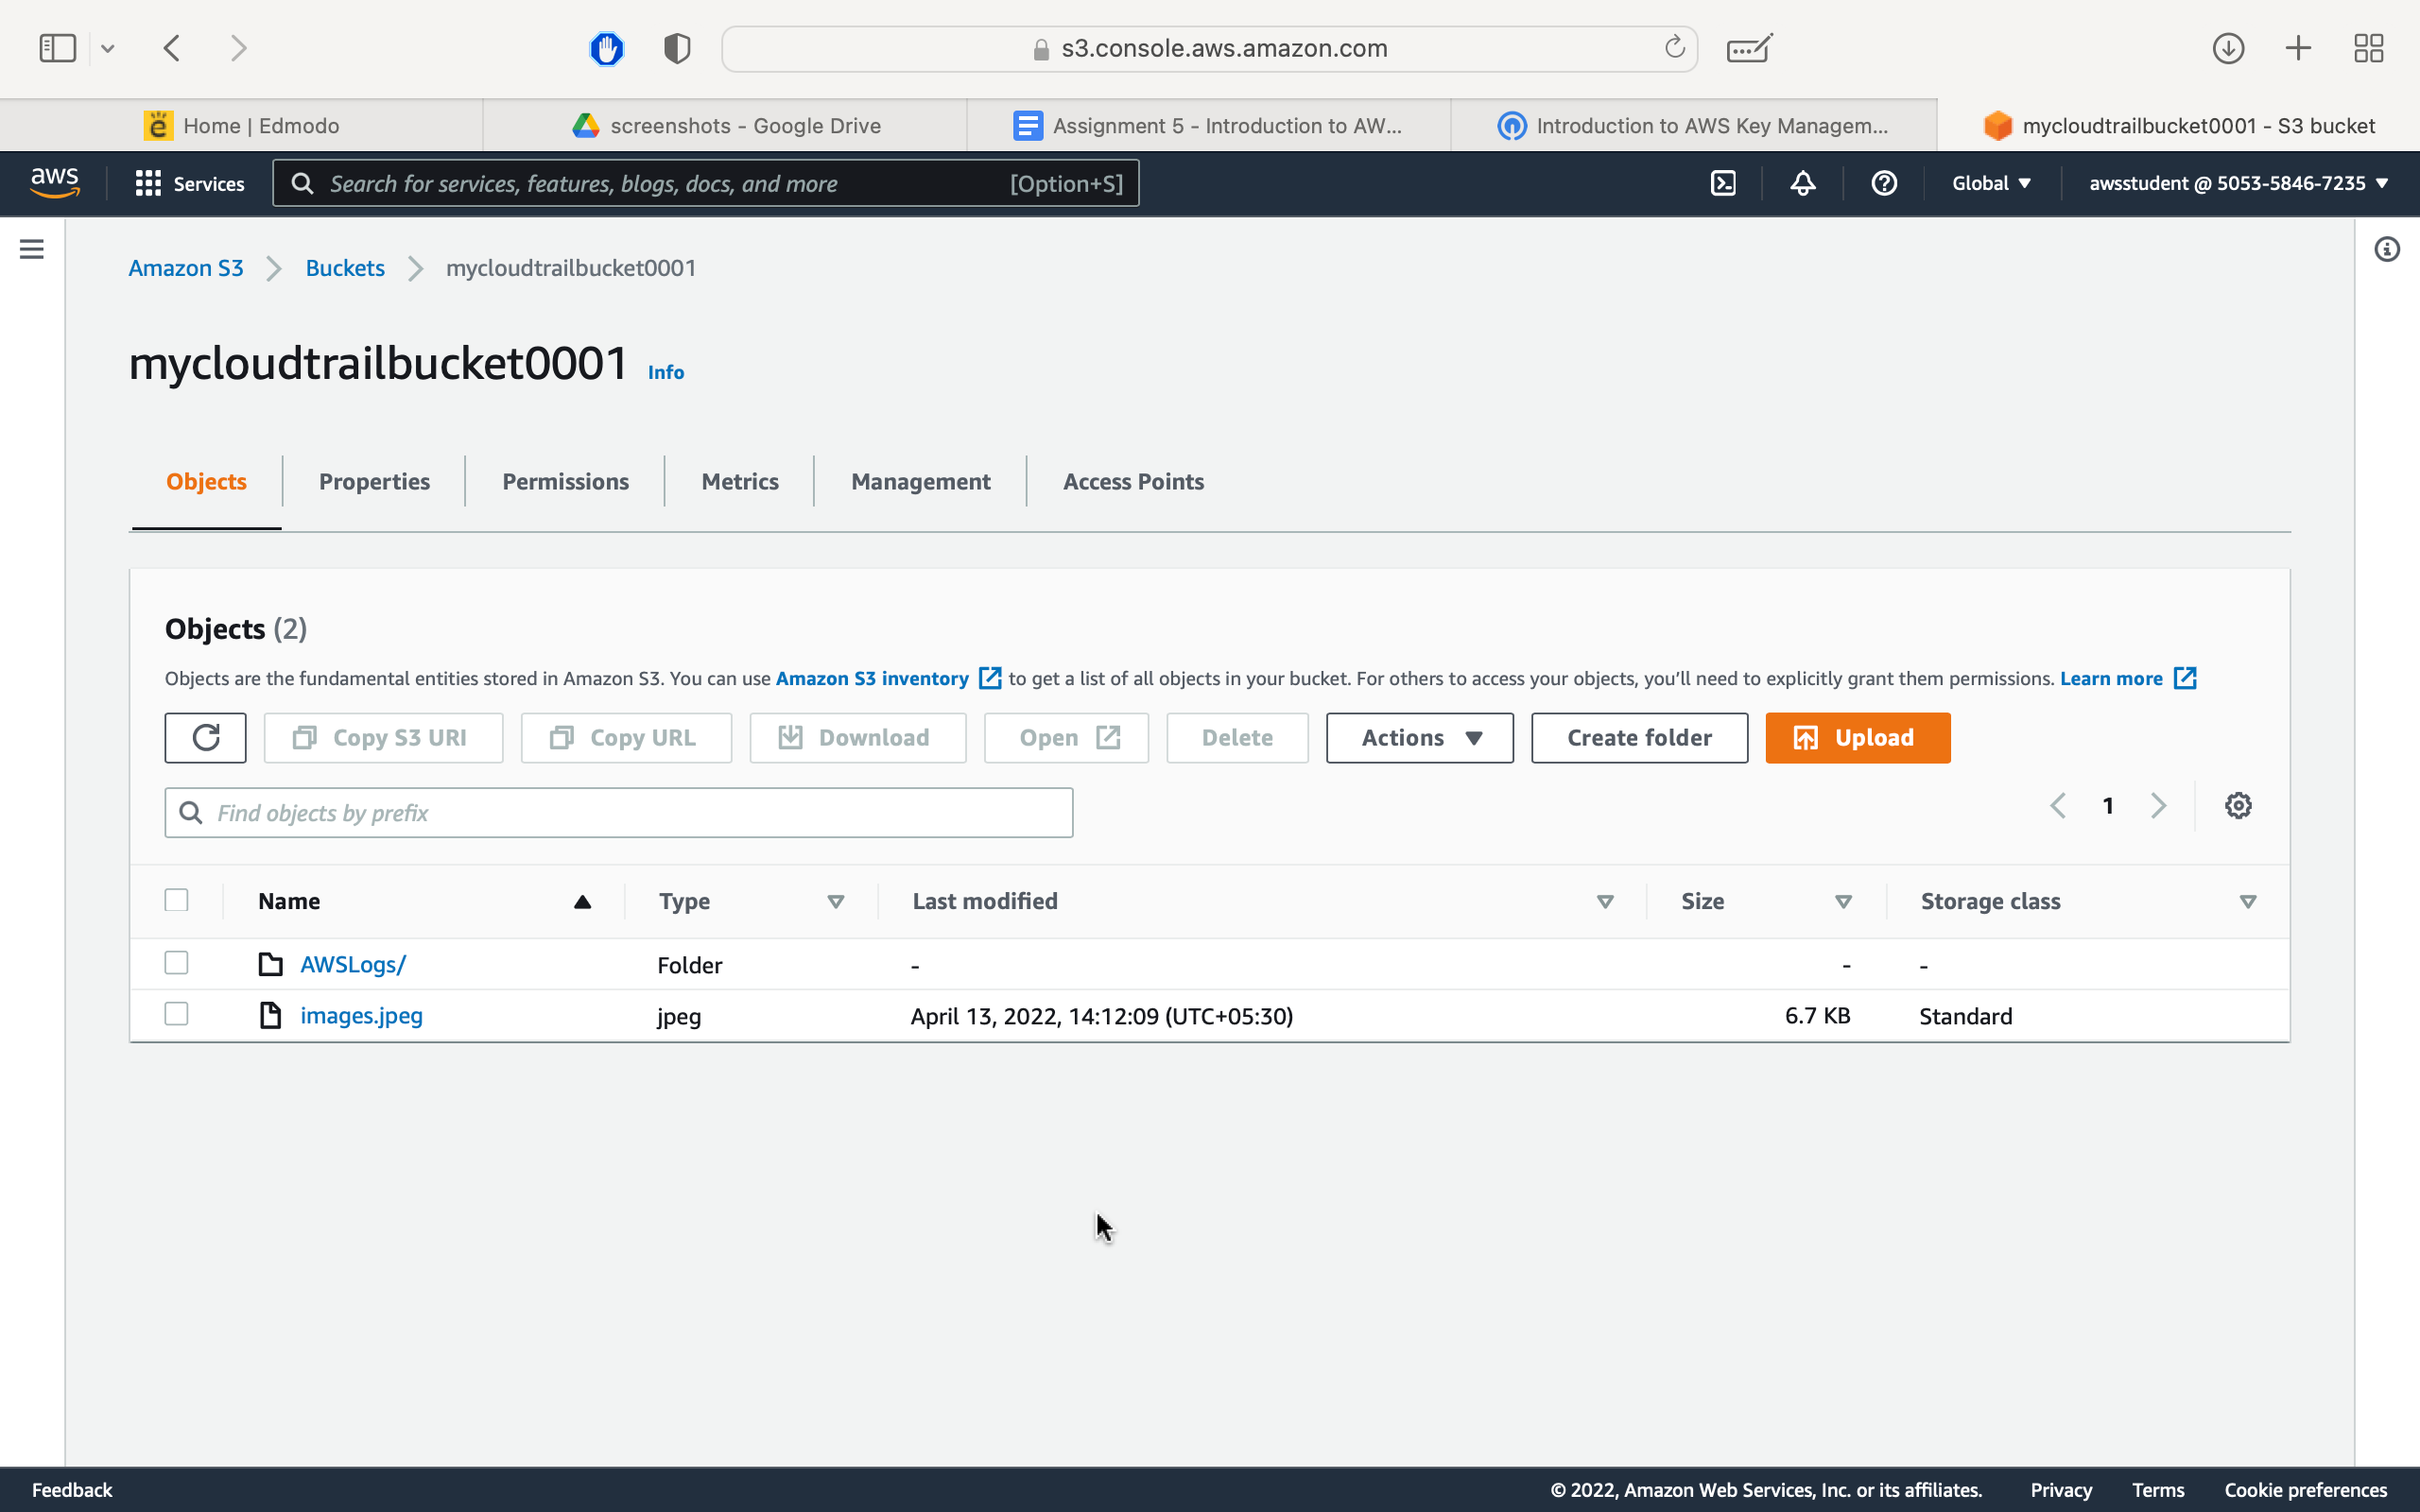 s3.console.aws.amazon.com
Home | Edmodo
screenshots - Google Drive
Assignment 5 - Introduction to AW...
Introduction to AWS Key Managem...
mycloudtrailbucket0001 - S3 bucket
aws
Services
Search for services, features, blogs, docs, and more
[Option+S]
Global
awsstudent @ 5053-5846-7235
Amazon S3
Buckets
mycloudtrailbucket0001
mycloudtrailbucket0001
Info
Objects
Properties
Permissions
Metrics
Management
Access Points
Objects (2)
Objects are the fundamental entities stored in Amazon S3. You can use Amazon S3 inventory to get a list of all objects in your bucket. For others to access your objects, you'll need to explicitly grant them permissions. Learn more
Copy S3 URI
Copy URL
Download
Open
Delete
Actions
Create folder
Upload
Find objects by prefix
1
Name
Type
Last modified
Size
Storage class
AWSLogs/
Folder
-
-
-
images.jpeg
jpeg
April 13, 2022, 14:12:09 (UTC+05:30)
6.7 KB
Standard
Feedback
© 2022, Amazon Web Services, Inc. or its affiliates.
Privacy
Terms
Cookie preferences